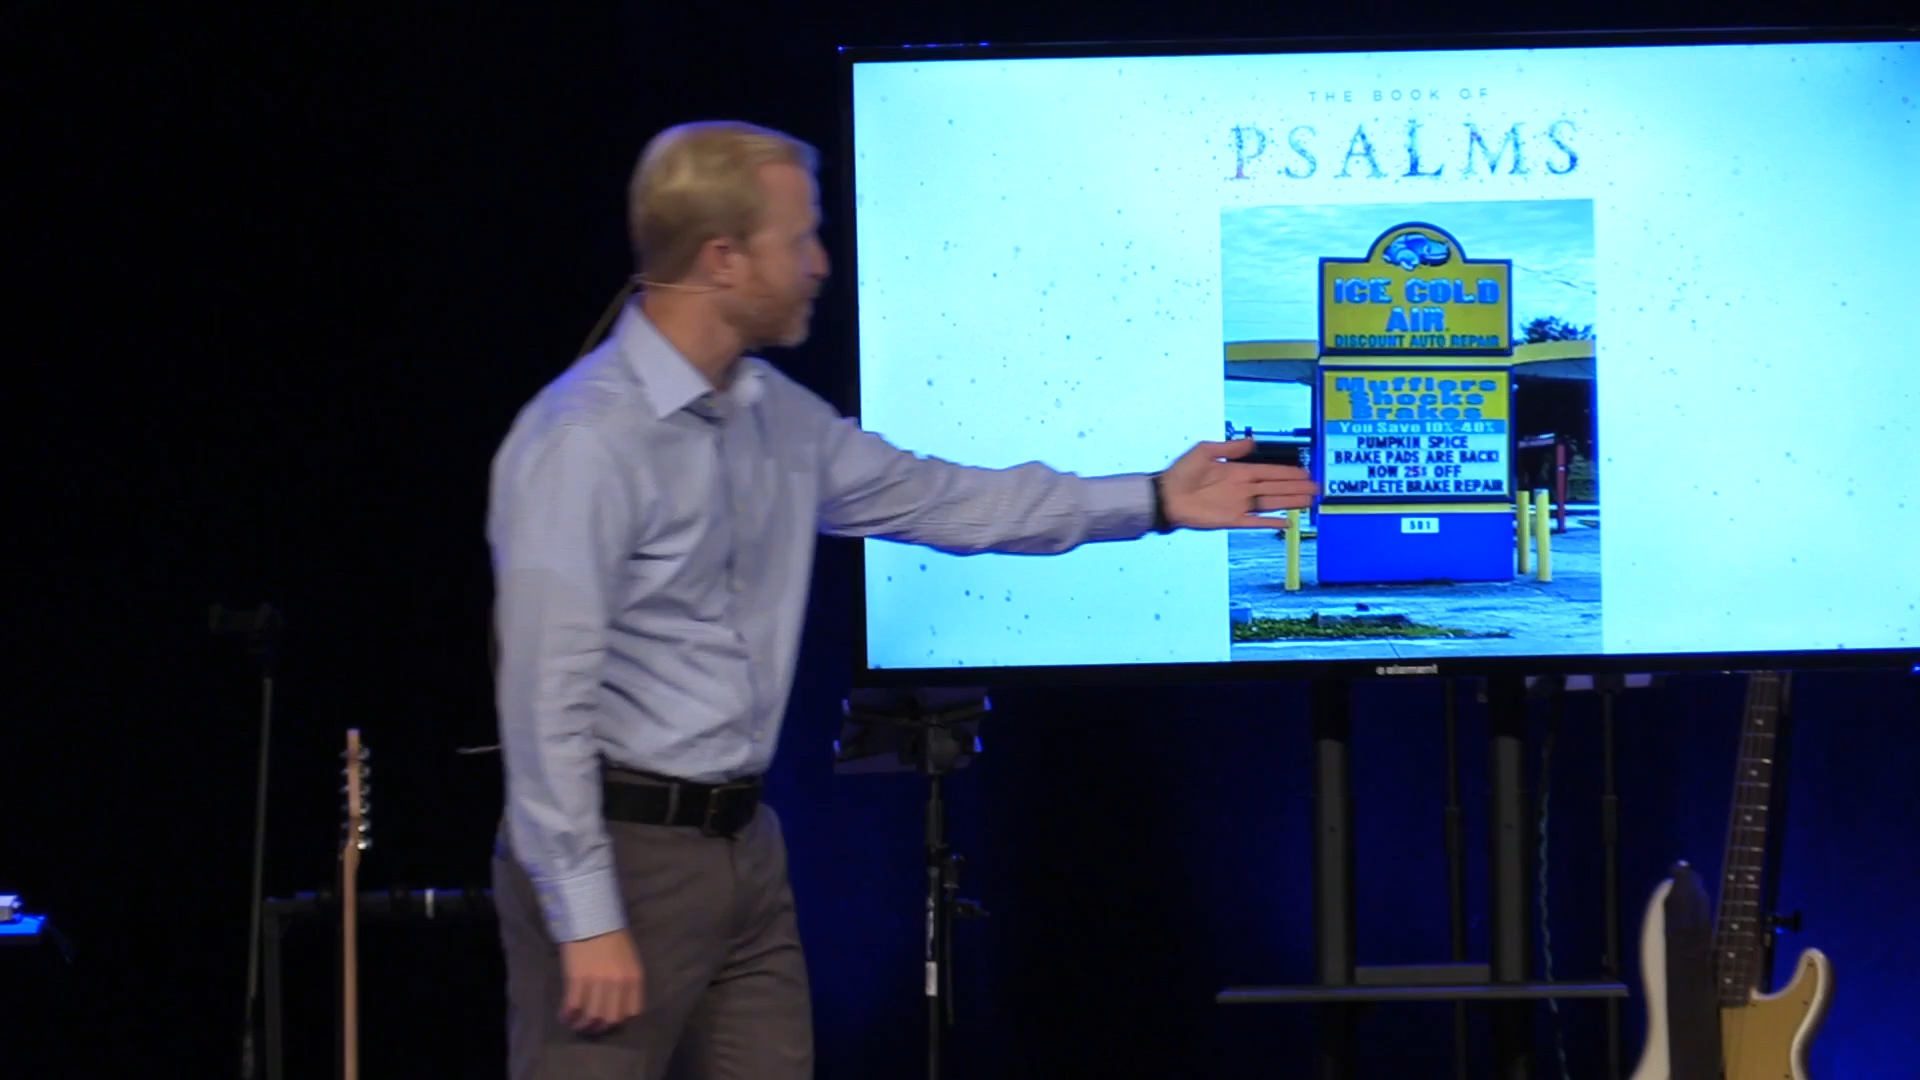 THE BOOK OF
PSALMS
ICE COLD
AIR
DISCOUNT AUTO REPAIR
Mufflers
Shocks
Brakes
You Save 10%-40%
PUMPKIN SPICE
BRAKE PADS ARE BACK!
NOW 25% OFF
COMPLETE BRAKE REPAIR
501
element